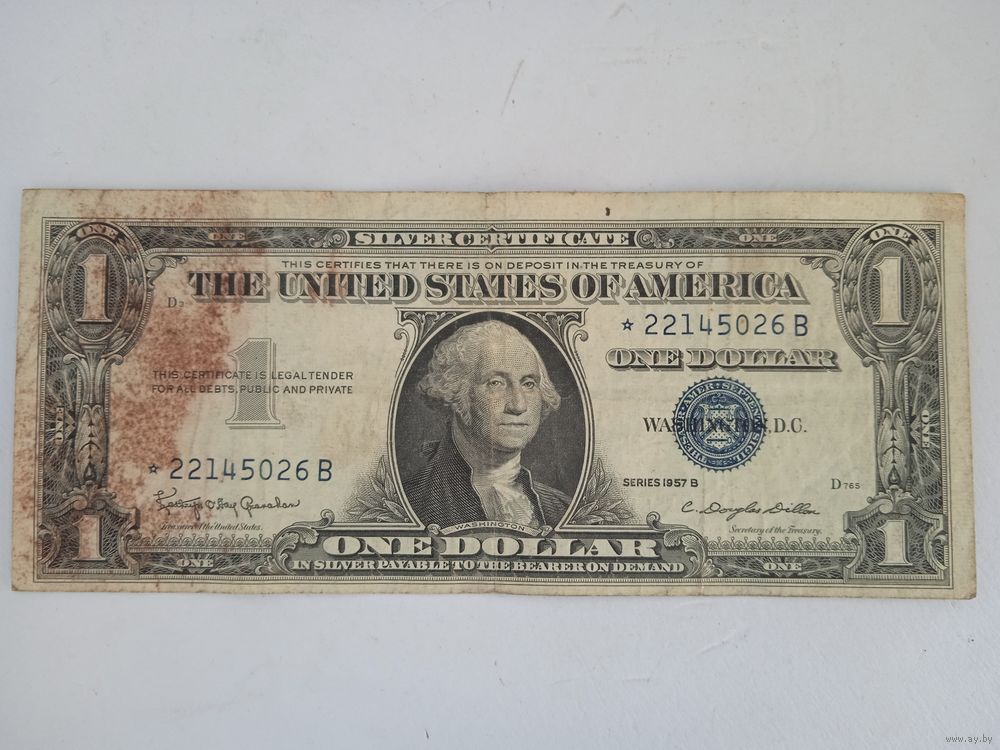 ONE
SILVER CERTIFICATE
ONE
ONE
ONE
1
1
THIS CERTIFIES THAT THERE IS ON DEPOSIT IN THE TREASURY OF
THE UNITED STATES OF AMERICA
D2
☆ 22145026 B
ONE DOLLAR
1
THIS CERTIFICATE IS LEGAL TENDER
FOR ALL DEBTS, PUBLIC AND PRIVATE
WASHINGTON, D.C.
ONE
ONE
☆ 22145026 B
SERIES 1957 B
D 765
C. Douglas Dillon
Treasurer of the United States.
Secretary of the Treasury.
WASHINGTON
1
1
ONE DOLLAR
ONE
IN SILVER PAYABLE TO THE BEARER ON DEMAND
ONE
www.ay.by